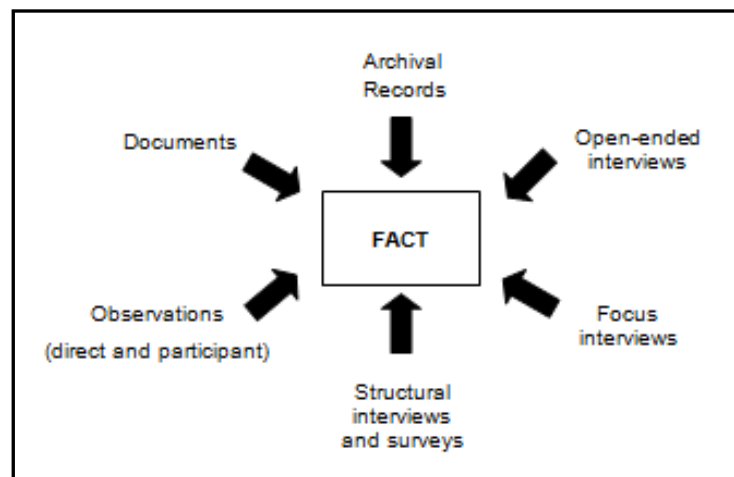 Archival
Records
Documents
Open-ended
interviews
FACT
Observations
(direct and participant)
Focus
interviews
Structural
interviews
and surveys